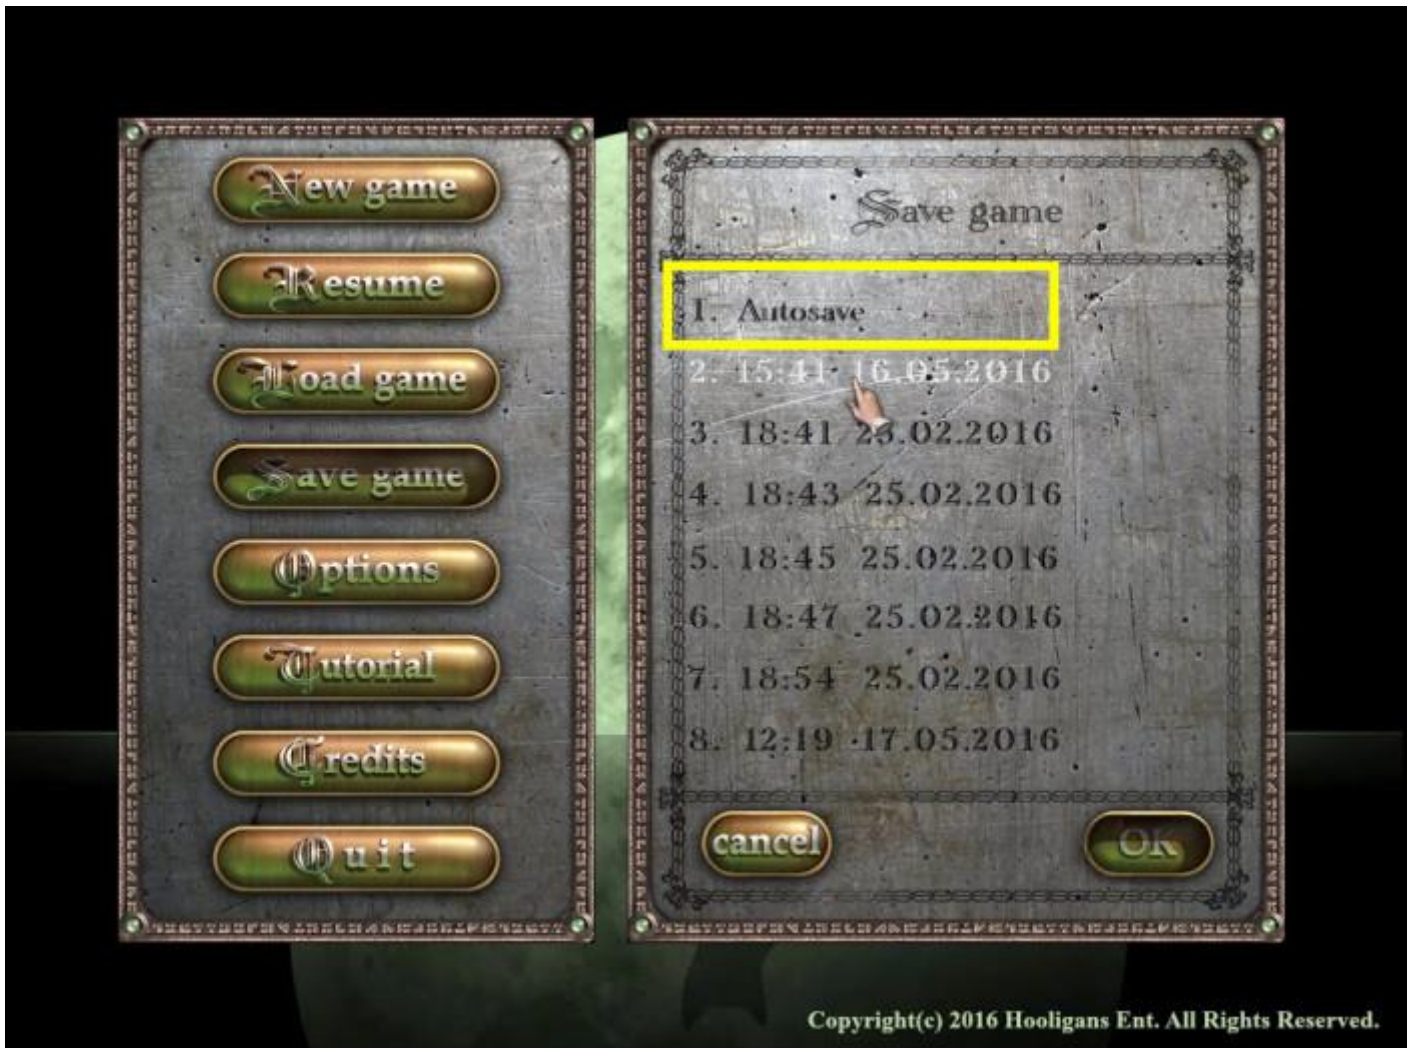 New game
Resume
Load game
Save game
Options
Tutorial
Credits
Quit
Save game
1. Autosave
2. 15:41 16.05.2016
3. 18:41 25.02.2016
4. 18:43 25.02.2016
5. 18:45 25.02.2016
6. 18:47 25.02.2016
7. 18:54 25.02.2016
8. 12:19 17.05.2016
cancel
OK
Copyright(c) 2016 Hooligans Ent. All Rights Reserved.